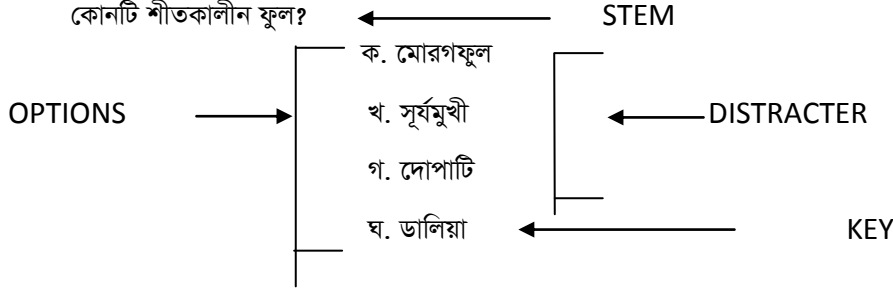 কোনটি শীতকালীন ফুল? STEM
ক. মোরগফুল
OPTIONS খ. সূর্যমুখী DISTRACTER
গ. দোপাটি
ঘ. ডালিয়া KEY